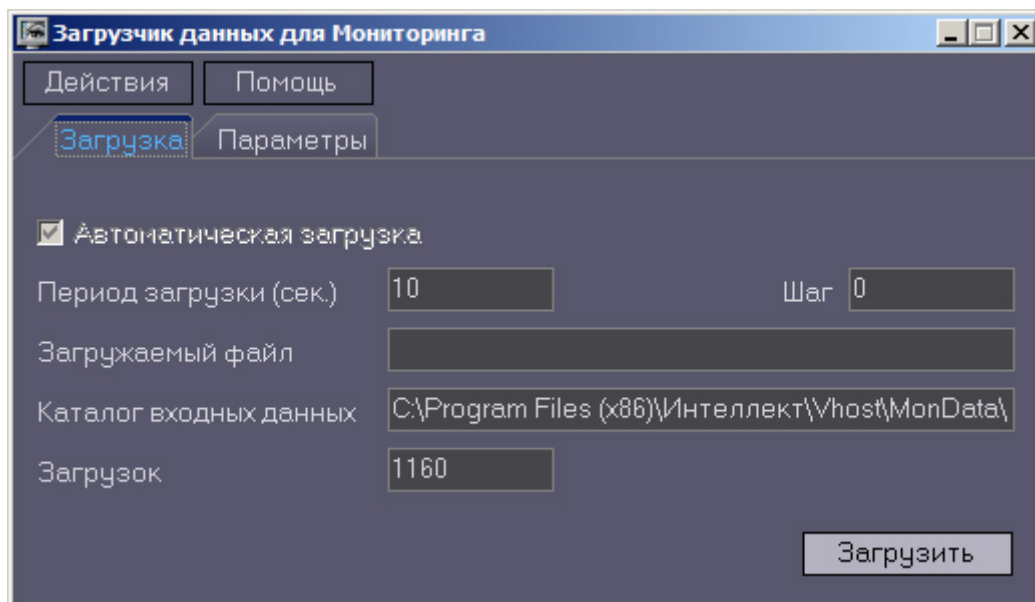 Загрузчик данных для Мониторинга
Действия Помощь
Загрузка Параметры
Автоматическая загрузка
Период загрузки (сек.) 10 Шаг 0
Загружаемый файл
Каталог входных данных C:\Program Files (x86)\Интеллект\Vhost\MonData\
Загрузок 1160
Загрузить